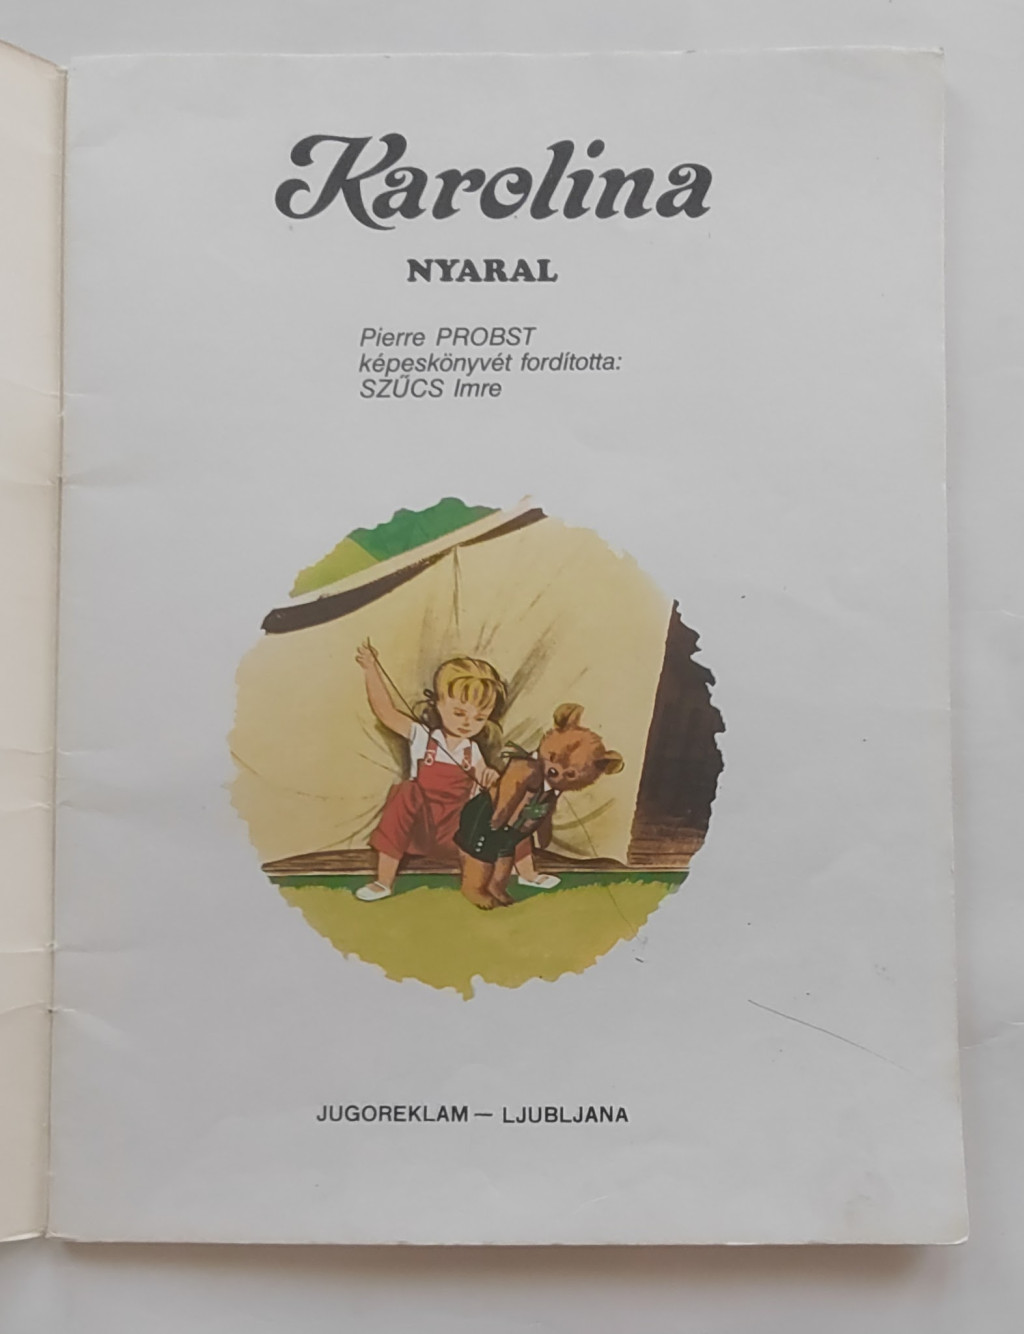 Karolina
NYARAL
Pierre PROBST
képeskönyvét fordította:
SZŰCS Imre
JUGOREKLAM — LJUBLJANA